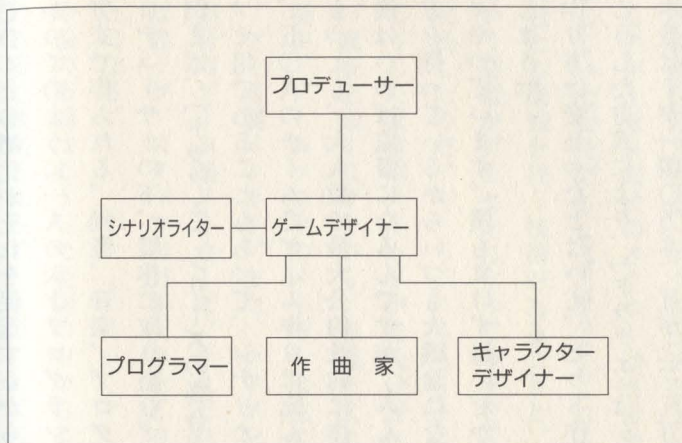 プロデューサー
シナリオライター
ゲームデザイナー
プログラマー
作曲家
キャラクター
デザイナー